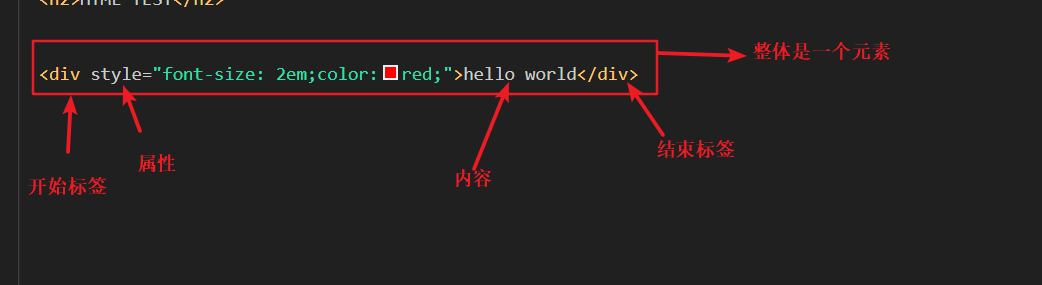 <h2>HTML TEST</h2>
整体是一个元素
<div style="font-size: 2em;color:red;">hello world</div>
属性
结束标签
开始标签
内容